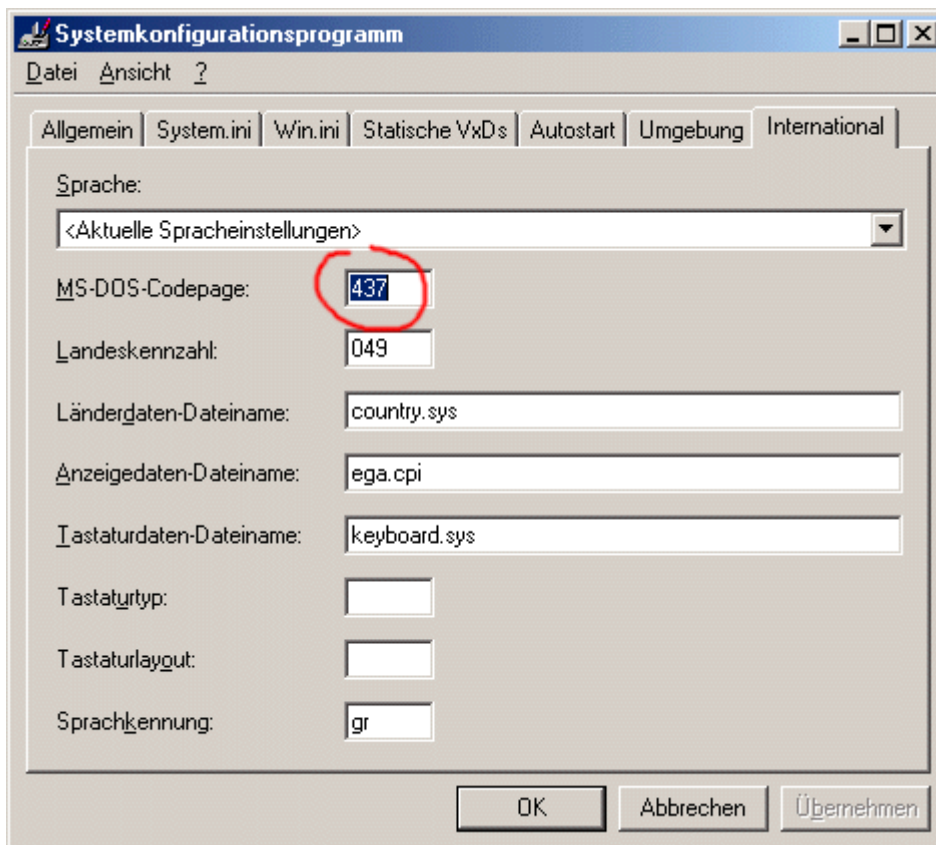 Systemkonfigurationsprogramm
Datei Ansicht ?
Allgemein System.ini Win.ini Statische VxDs Autostart Umgebung International
Sprache:
<Aktuelle Spracheinstellungen>
MS-DOS-Codepage: 437
Landeskennzahl: 049
Länderdaten-Dateiname: country.sys
Anzeigedaten-Dateiname: ega.cpi
Tastaturdaten-Dateiname: keyboard.sys
Tastaturtyp:
Tastaturlayout:
Sprachkennung: gr
OK Abbrechen Übernehmen